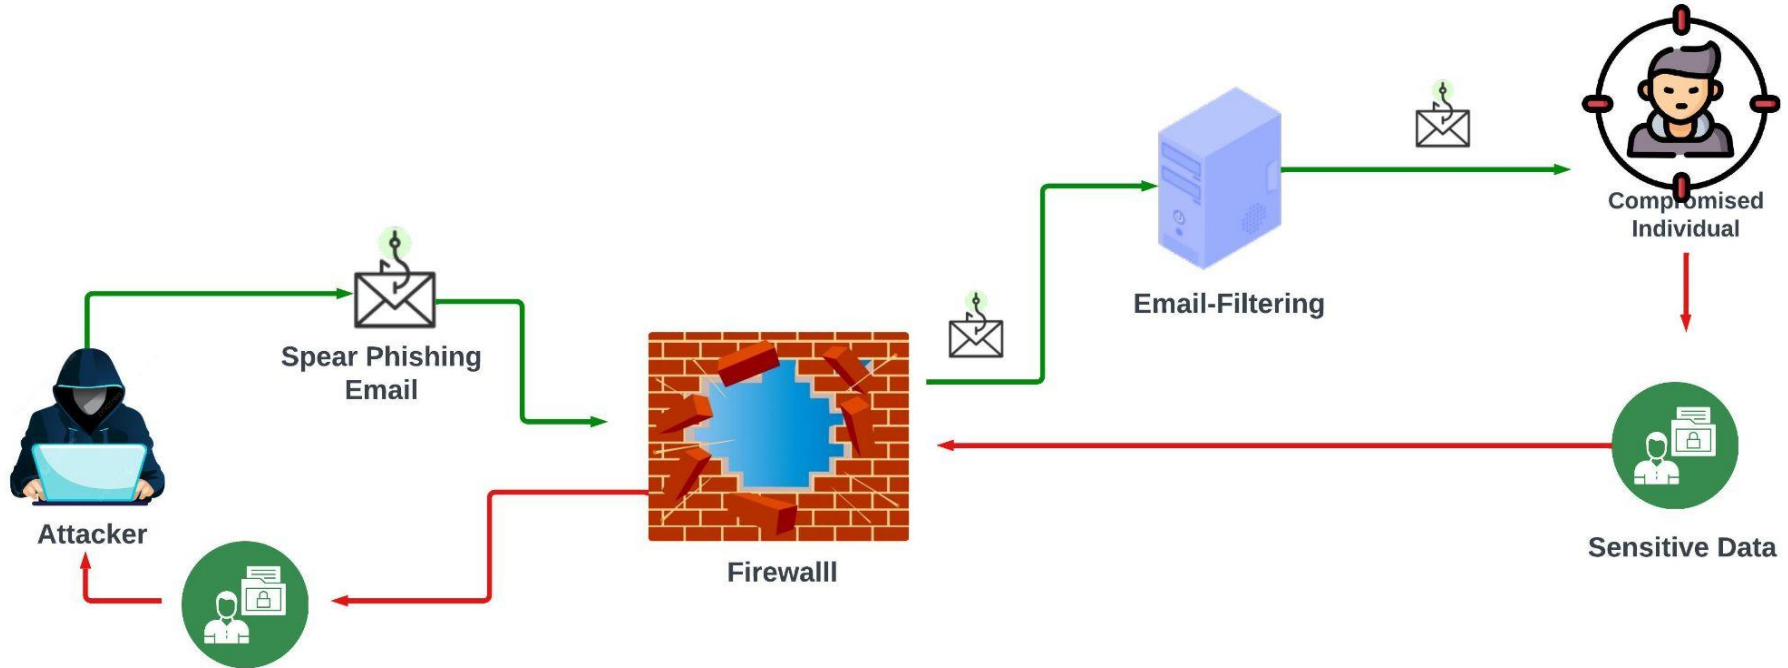 Compromised
Individual
Email-Filtering
Spear Phishing
Email
Attacker
Firewalll
Sensitive Data